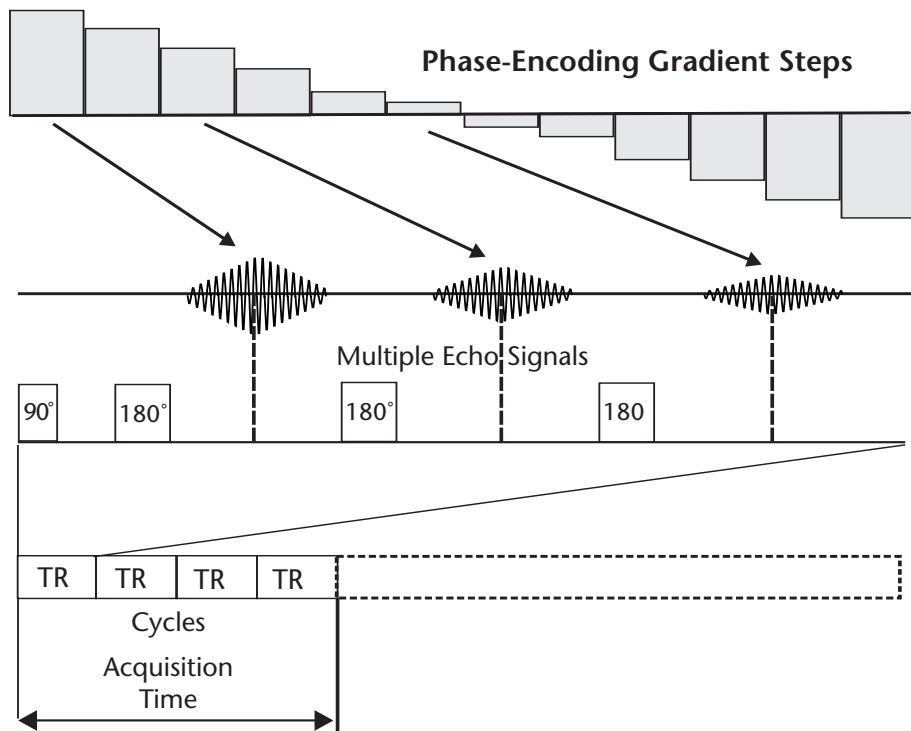 Phase-Encoding Gradient Steps
Multiple Echo Signals
90° 180° 180° 180
TR TR TR TR
Cycles
Acquisition
Time